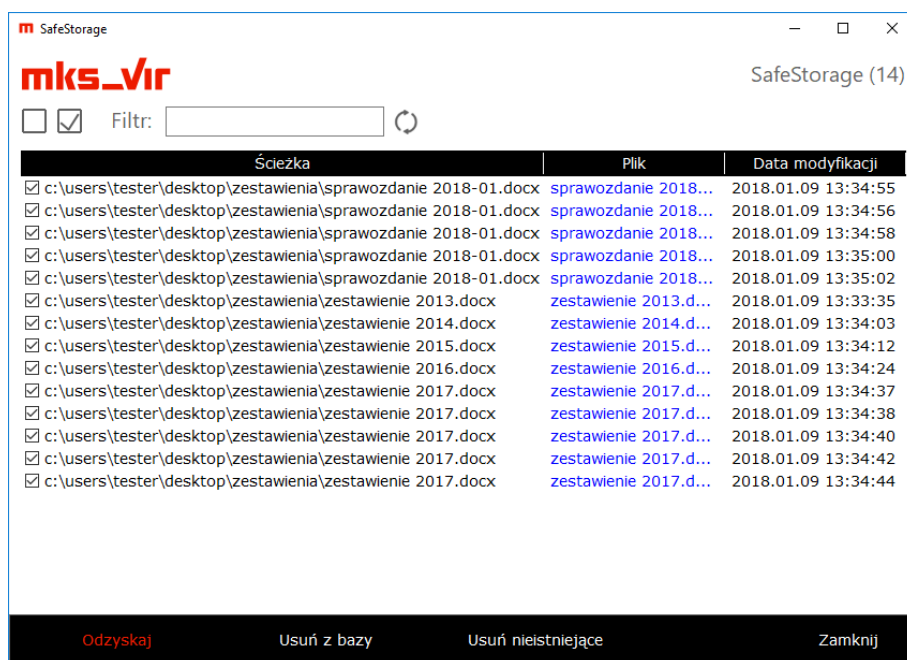 SafeStorage
mks_vir SafeStorage (14)
Filtr:
Ścieżka Plik Data modyfikacji
c:\users\tester\desktop\zestawienia\sprawozdanie 2018-01.docx sprawozdanie 2018... 2018.01.09 13:34:55
c:\users\tester\desktop\zestawienia\sprawozdanie 2018-01.docx sprawozdanie 2018... 2018.01.09 13:34:56
c:\users\tester\desktop\zestawienia\sprawozdanie 2018-01.docx sprawozdanie 2018... 2018.01.09 13:34:58
c:\users\tester\desktop\zestawienia\sprawozdanie 2018-01.docx sprawozdanie 2018... 2018.01.09 13:35:00
c:\users\tester\desktop\zestawienia\sprawozdanie 2018-01.docx sprawozdanie 2018... 2018.01.09 13:35:02
c:\users\tester\desktop\zestawienia\zestawienie 2013.docx zestawienie 2013.d... 2018.01.09 13:33:35
c:\users\tester\desktop\zestawienia\zestawienie 2014.docx zestawienie 2014.d... 2018.01.09 13:34:03
c:\users\tester\desktop\zestawienia\zestawienie 2015.docx zestawienie 2015.d... 2018.01.09 13:34:12
c:\users\tester\desktop\zestawienia\zestawienie 2016.docx zestawienie 2016.d... 2018.01.09 13:34:24
c:\users\tester\desktop\zestawienia\zestawienie 2017.docx zestawienie 2017.d... 2018.01.09 13:34:37
c:\users\tester\desktop\zestawienia\zestawienie 2017.docx zestawienie 2017.d... 2018.01.09 13:34:38
c:\users\tester\desktop\zestawienia\zestawienie 2017.docx zestawienie 2017.d... 2018.01.09 13:34:40
c:\users\tester\desktop\zestawienia\zestawienie 2017.docx zestawienie 2017.d... 2018.01.09 13:34:42
c:\users\tester\desktop\zestawienia\zestawienie 2017.docx zestawienie 2017.d... 2018.01.09 13:34:44
Odzyskaj Usuń z bazy Usuń nieistniejące Zamknij